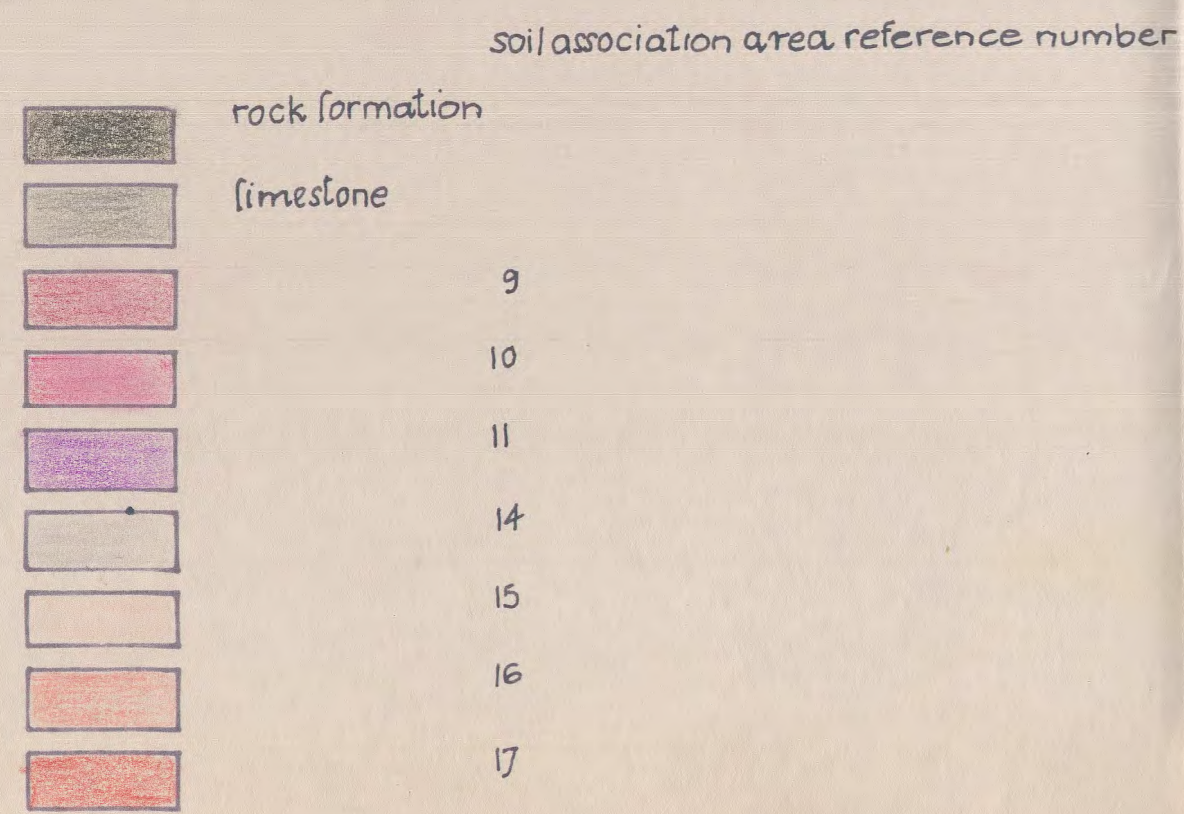 soil association area reference number
rock formation
limestone
9
10
11
14
15
16
17